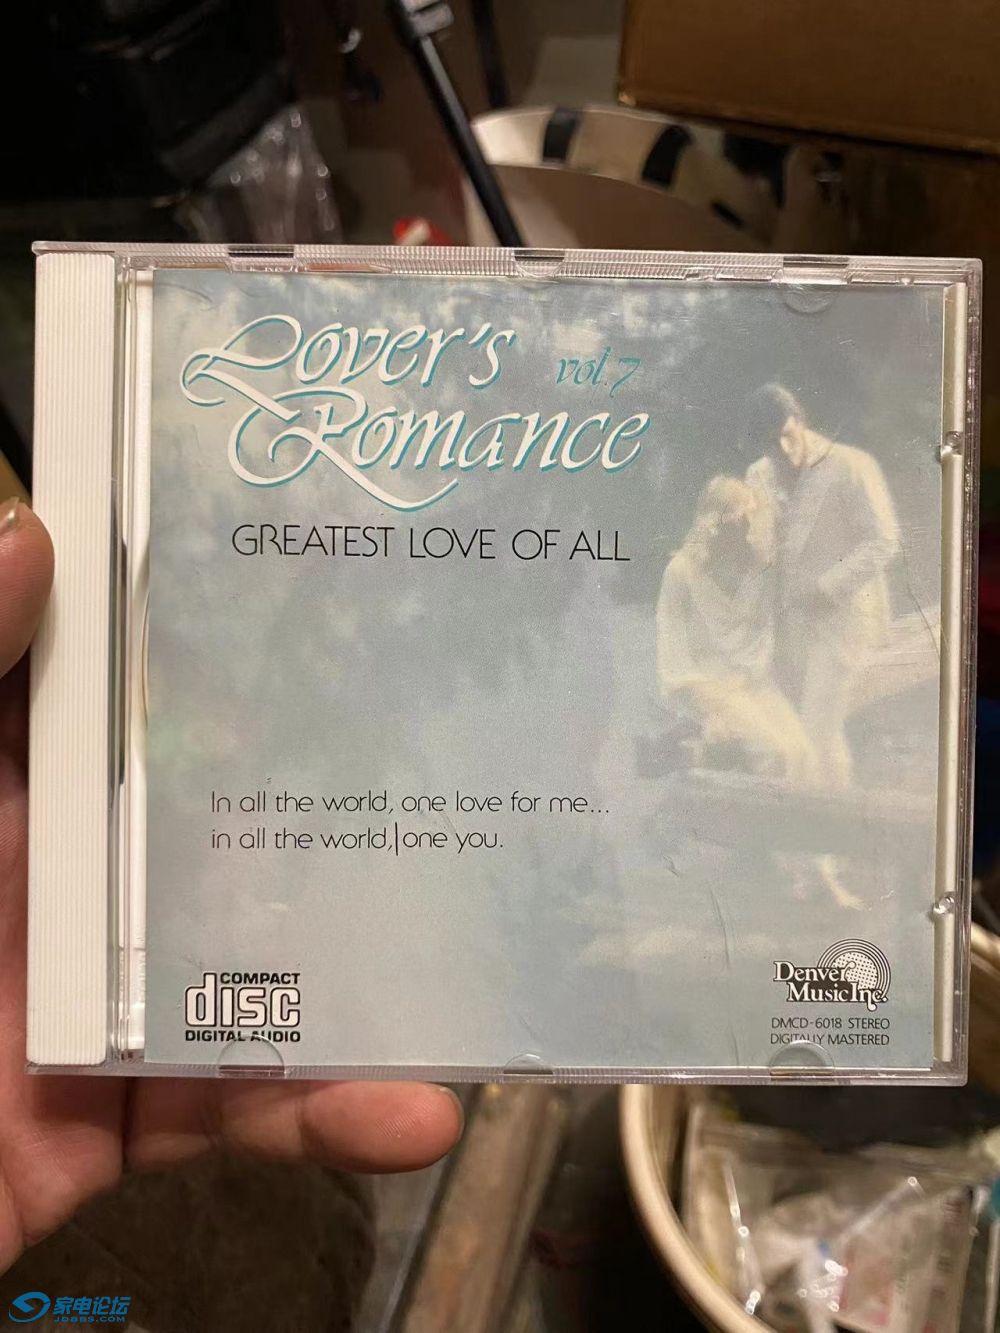 Lover's vol.7
Romance
GREATEST LOVE OF ALL
In all the world, one love for me...
in all the world, one you.
COMPACT
disc
DIGITAL AUDIO
Denver
Music Inc.
DMCD-6018 STEREO
DIGITALLY MASTERED
家电论坛
JDBBS.COM